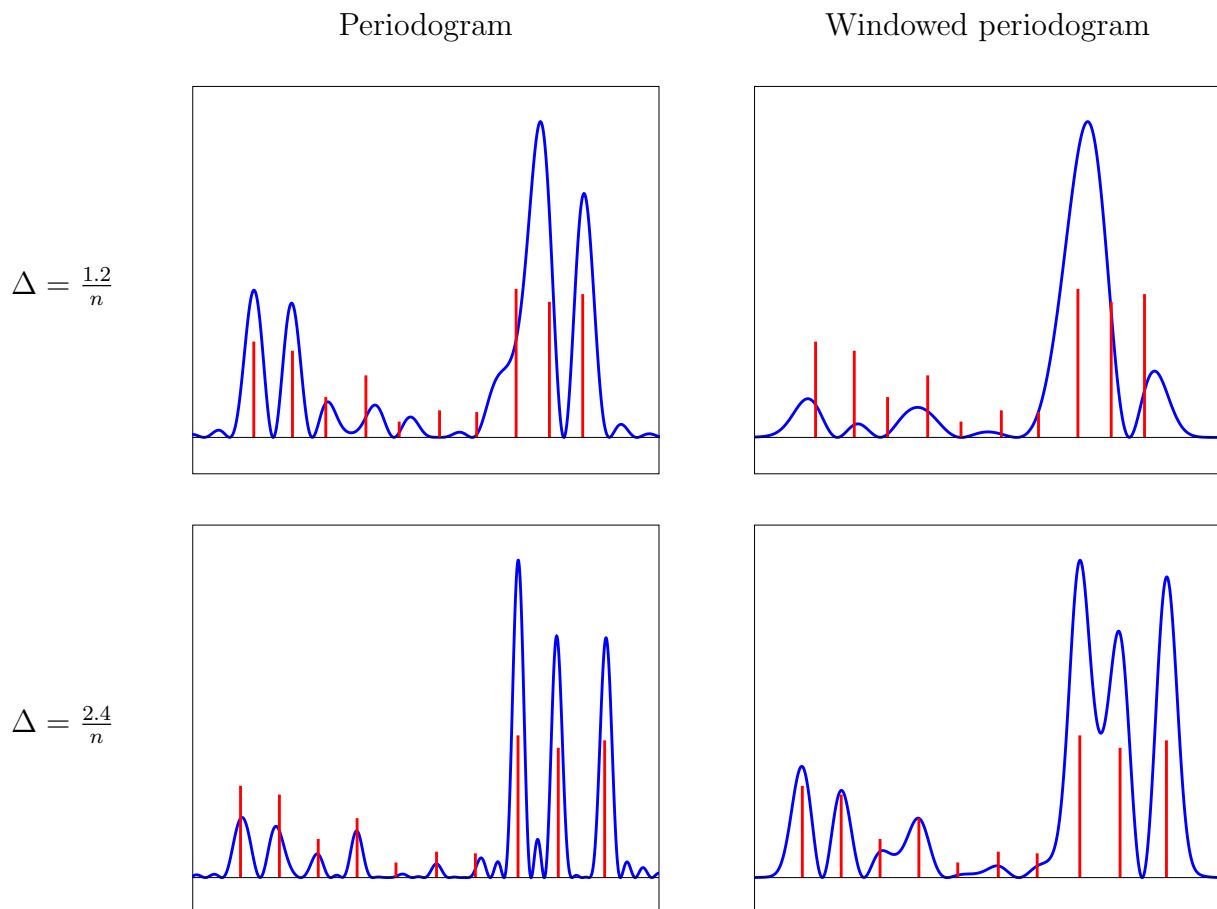 Periodogram Windowed periodogram
Δ = 1.2/n
Δ = 2.4/n